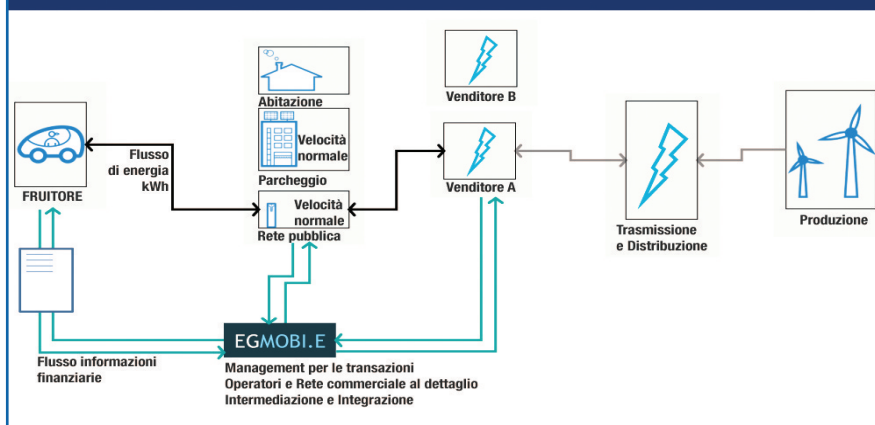 Abitazione
Velocità
normale
Parcheggio
Velocità
normale
Rete pubblica
FRUITORE
Flusso
di energia
kWh
Venditore B
Venditore A
Trasmissione
e Distribuzione
Produzione
EGMOBI.E
Flusso informazioni
finanziarie
Management per le transazioni
Operatori e Rete commerciale al dettaglio
Intermediazione e Integrazione